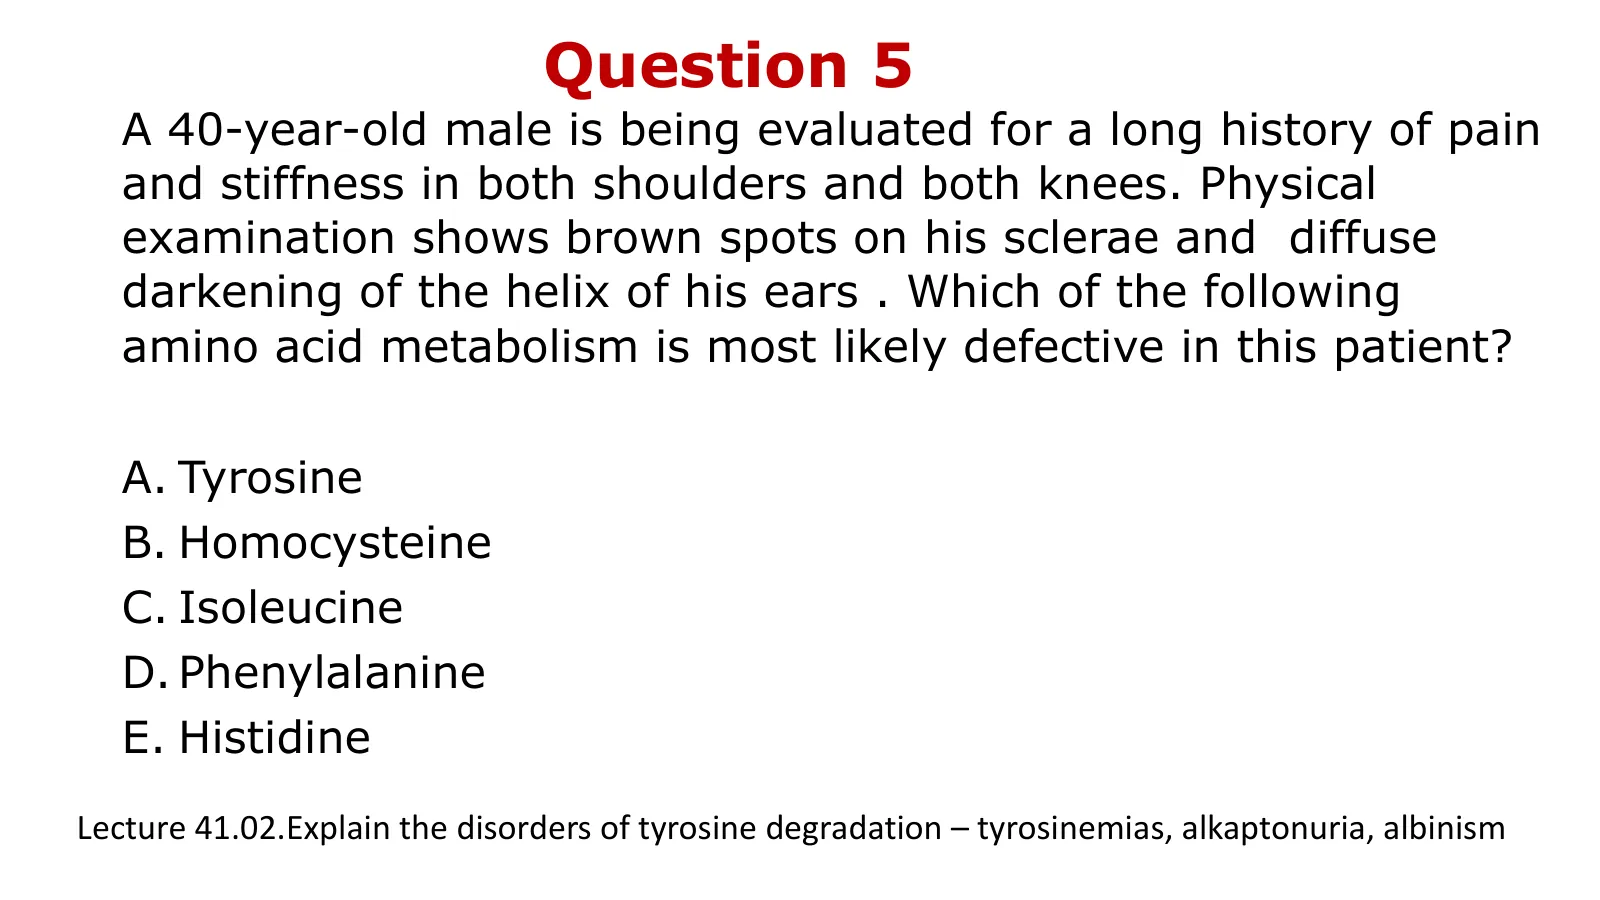 Question 5
A 40-year-old male is being evaluated for a long history of pain
and stiffness in both shoulders and both knees. Physical
examination shows brown spots on his sclerae and  diffuse
darkening of the helix of his ears . Which of the following
amino acid metabolism is most likely defective in this patient?
A. Tyrosine
B. Homocysteine
C. Isoleucine
D. Phenylalanine
E. Histidine
Lecture 41.02.Explain the disorders of tyrosine degradation – tyrosinemias, alkaptonuria, albinism